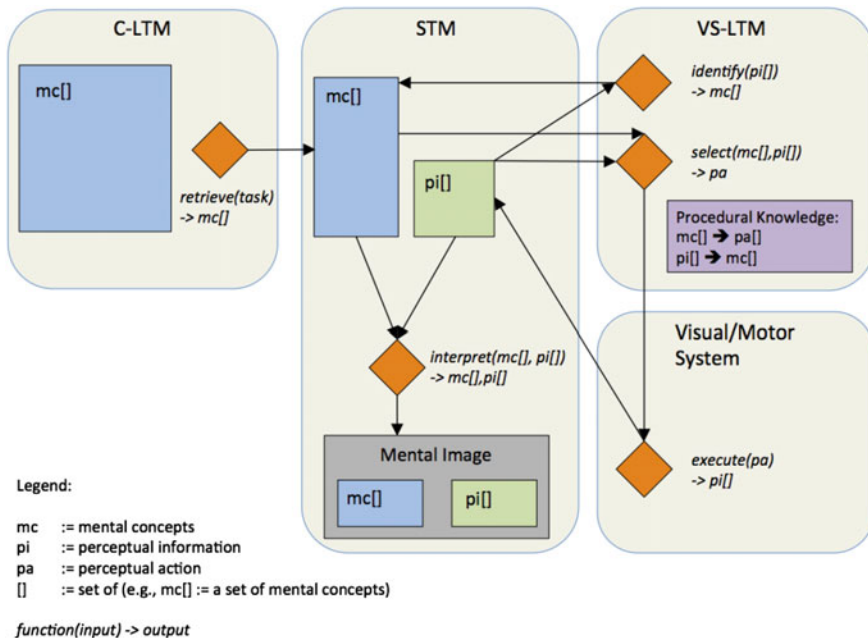 C-LTM
mc[]
retrieve(task)
-> mc[]
STM
mc[]
pi[]
interpret(mc[], pi[])
-> mc[],pi[]
Mental Image
mc[]
pi[]
VS-LTM
identify(pi[])
-> mc[]
select(mc[],pi[])
-> pa
Procedural Knowledge:
mc[] ➔ pa[]
pi[] ➔ mc[]
Visual/Motor
System
execute(pa)
-> pi[]
Legend:
mc := mental concepts
pi := perceptual information
pa := perceptual action
[] := set of (e.g., mc[] := a set of mental concepts)
function(input) -> output